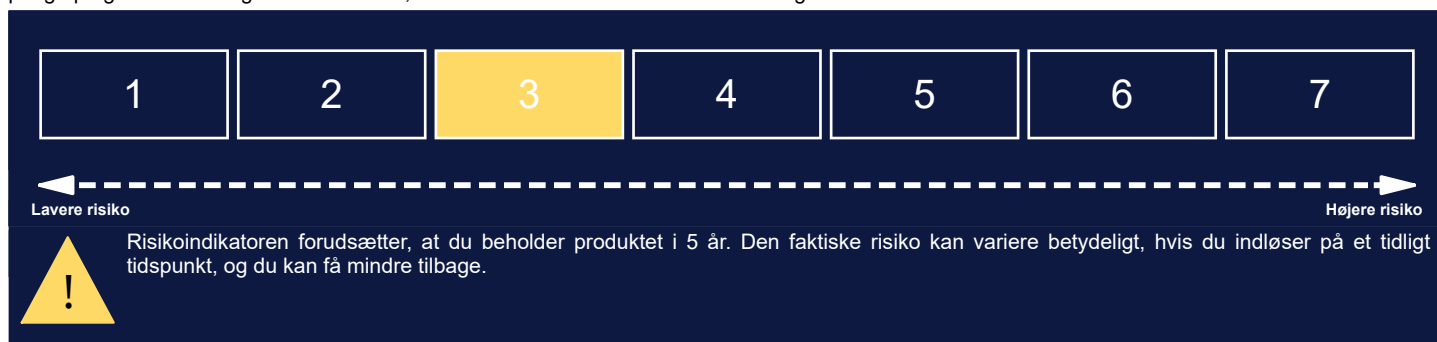 1 2 3 4 5 6 7
Lavere risiko Højere risiko
Risikoindikatoren forudsætter, at du beholder produktet i 5 år. Den faktiske risiko kan variere betydeligt, hvis du indløser på et tidligt
tidspunkt, og du kan få mindre tilbage.
!